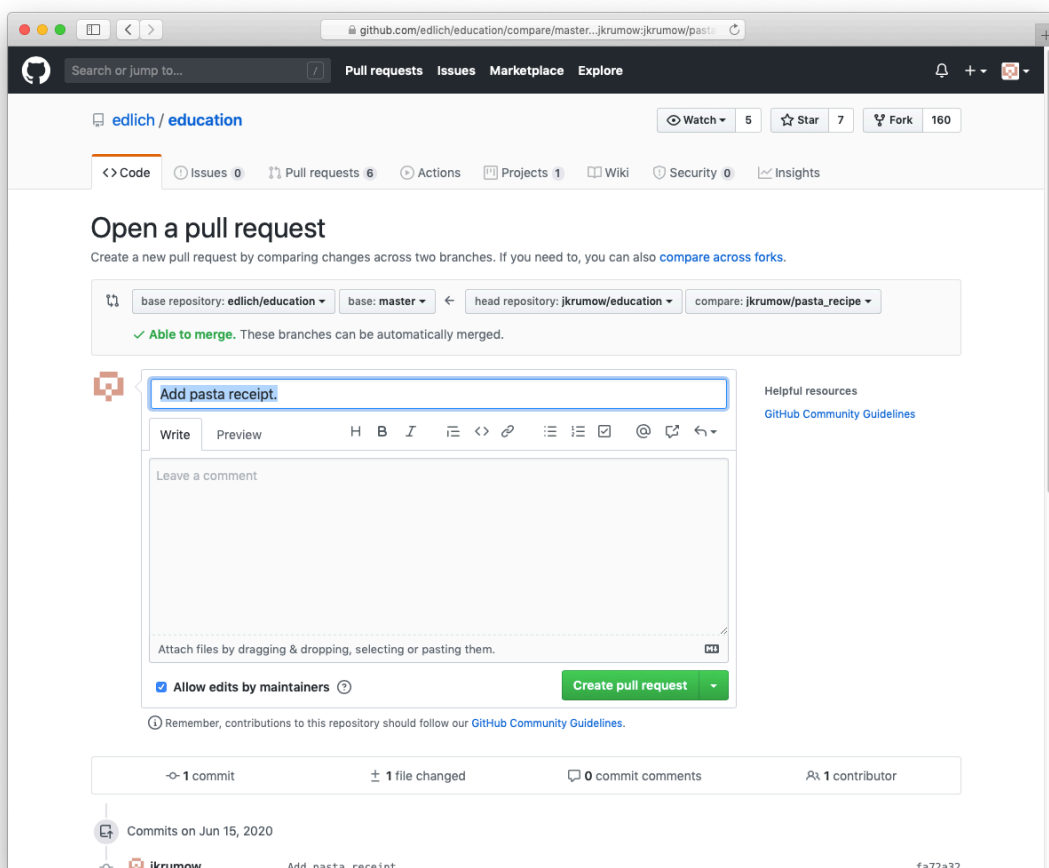 github.com/edlich/education/compare/master...jkrumow:jkrumow/pasta
Search or jump to... /
Pull requests Issues Marketplace Explore
edlich / education
Watch 5 Star 7 Fork 160
Code Issues 0 Pull requests 6 Actions Projects 1 Wiki Security 0 Insights
Open a pull request
Create a new pull request by comparing changes across two branches. If you need to, you can also compare across forks.
base repository: edlich/education base: master ← head repository: jkrumow/education compare: jkrumow/pasta_recipe
✓ Able to merge. These branches can be automatically merged.
Add pasta receipt.
Helpful resources
GitHub Community Guidelines
Write Preview H B I @
Leave a comment
Attach files by dragging & dropping, selecting or pasting them.
Allow edits by maintainers ?
Create pull request
Remember, contributions to this repository should follow our GitHub Community Guidelines.
1 commit 1 file changed 0 commit comments 1 contributor
Commits on Jun 15, 2020
jkrumow Add pasta receipt. fa72a32